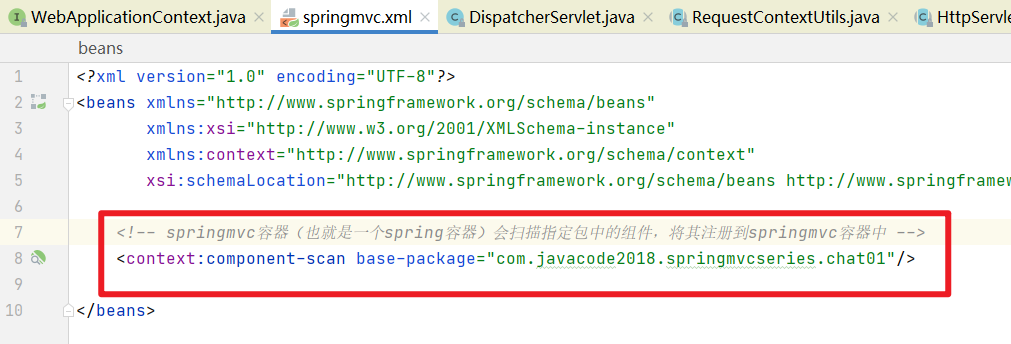 WebApplicationContext.java × springmvc.xml × DispatcherServlet.java × RequestContextUtils.java × HttpServle
beans
1 <?xml version="1.0" encoding="UTF-8"?>
2 <beans xmlns="http://www.springframework.org/schema/beans"
3 xmlns:xsi="http://www.w3.org/2001/XMLSchema-instance"
4 xmlns:context="http://www.springframework.org/schema/context"
5 xsi:schemaLocation="http://www.springframework.org/schema/beans http://www.springframew
6
7 <!-- springmvc容器（也就是一个spring容器）会扫描指定包中的组件，将其注册到springmvc容器中 -->
8 <context:component-scan base-package="com.javacode2018.springmvcseries.chat01"/>
9
10 </beans>